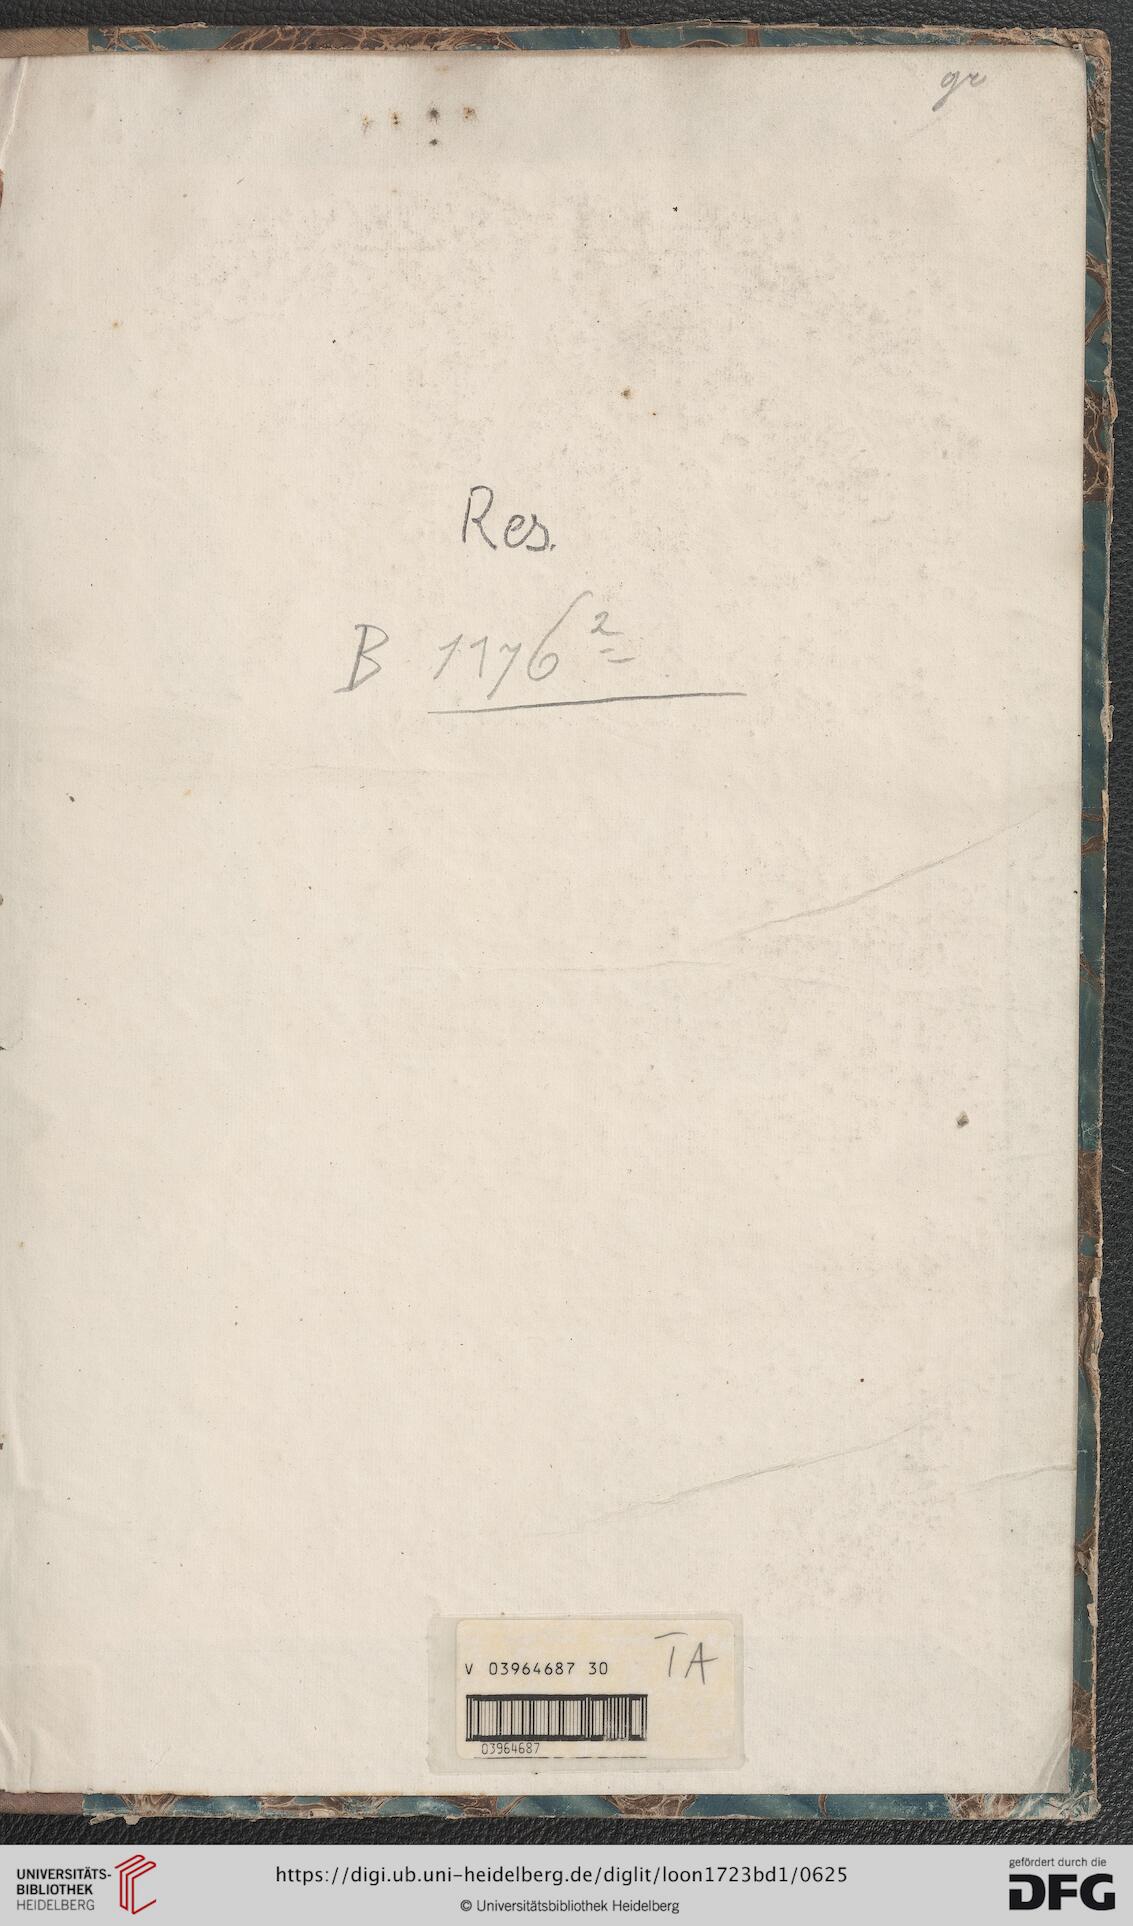 gr
Res.
B 1176²
V 03964687 30
TA
03964687
UNIVERSITÄTS-
BIBLIOTHEK
HEIDELBERG
https://digi.ub.uni-heidelberg.de/diglit/loon1723bd1/0625
© Universitätsbibliothek Heidelberg
gefördert durch die
DFG